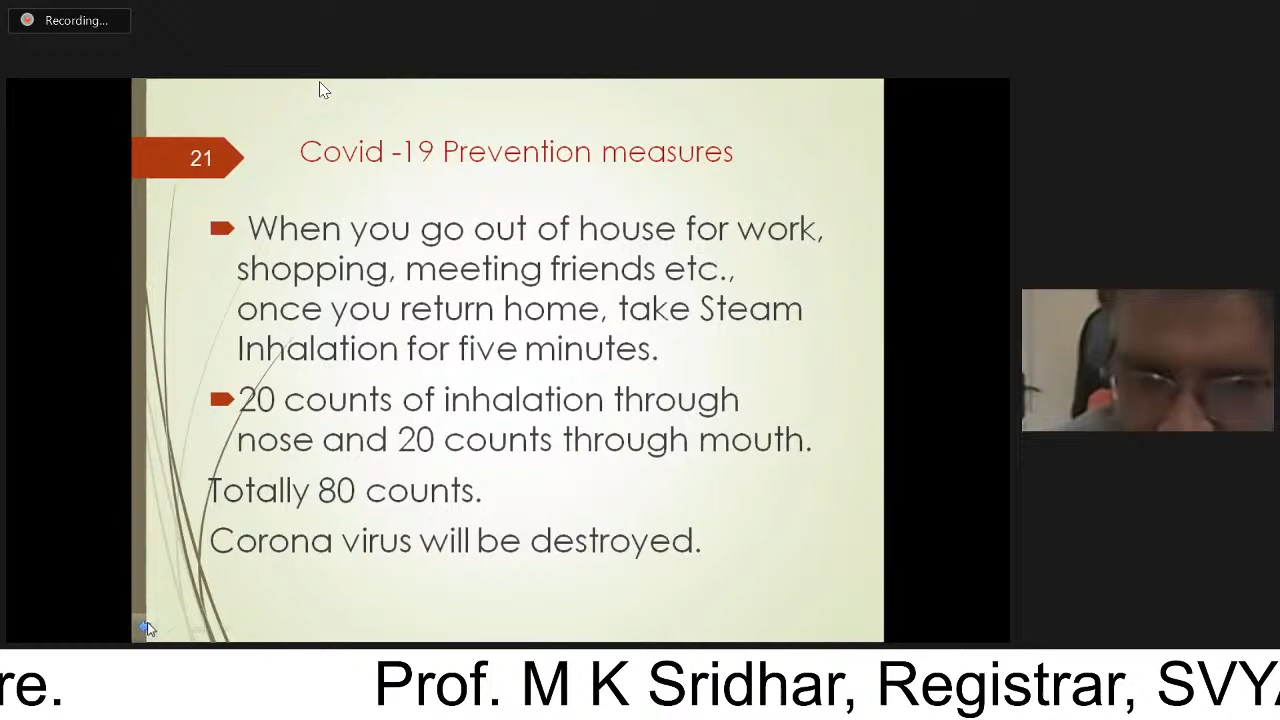 Recording...
21
Covid -19 Prevention measures
When you go out of house for work,
shopping, meeting friends etc.,
once you return home, take Steam
Inhalation for five minutes.
20 counts of inhalation through
nose and 20 counts through mouth.
Totally 80 counts.
Corona virus will be destroyed.
re. Prof. M K Sridhar, Registrar, SVYA